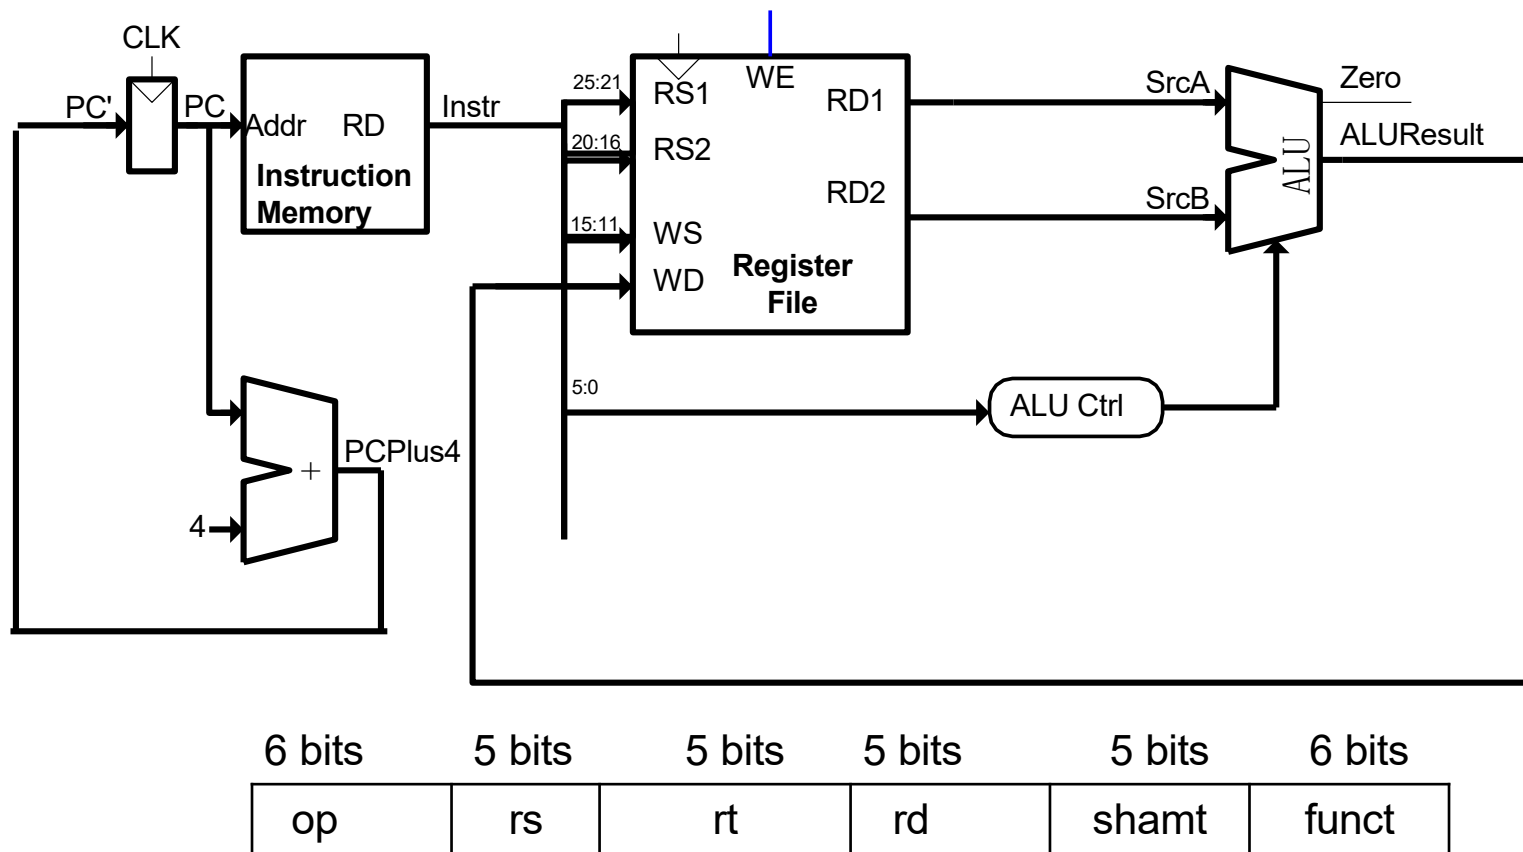 CLK
PC'
PC
Addr RD
Instruction
Memory
Instr
25:21
20:16
15:11
5:0
RS1
WE
RD1
RS2
RD2
WS
WD
Register
File
SrcA
SrcB
ALU
Zero
ALUResult
ALU Ctrl
PCPlus4
+
4
6 bits 5 bits 5 bits 5 bits 5 bits 6 bits
op rs rt rd shamt funct